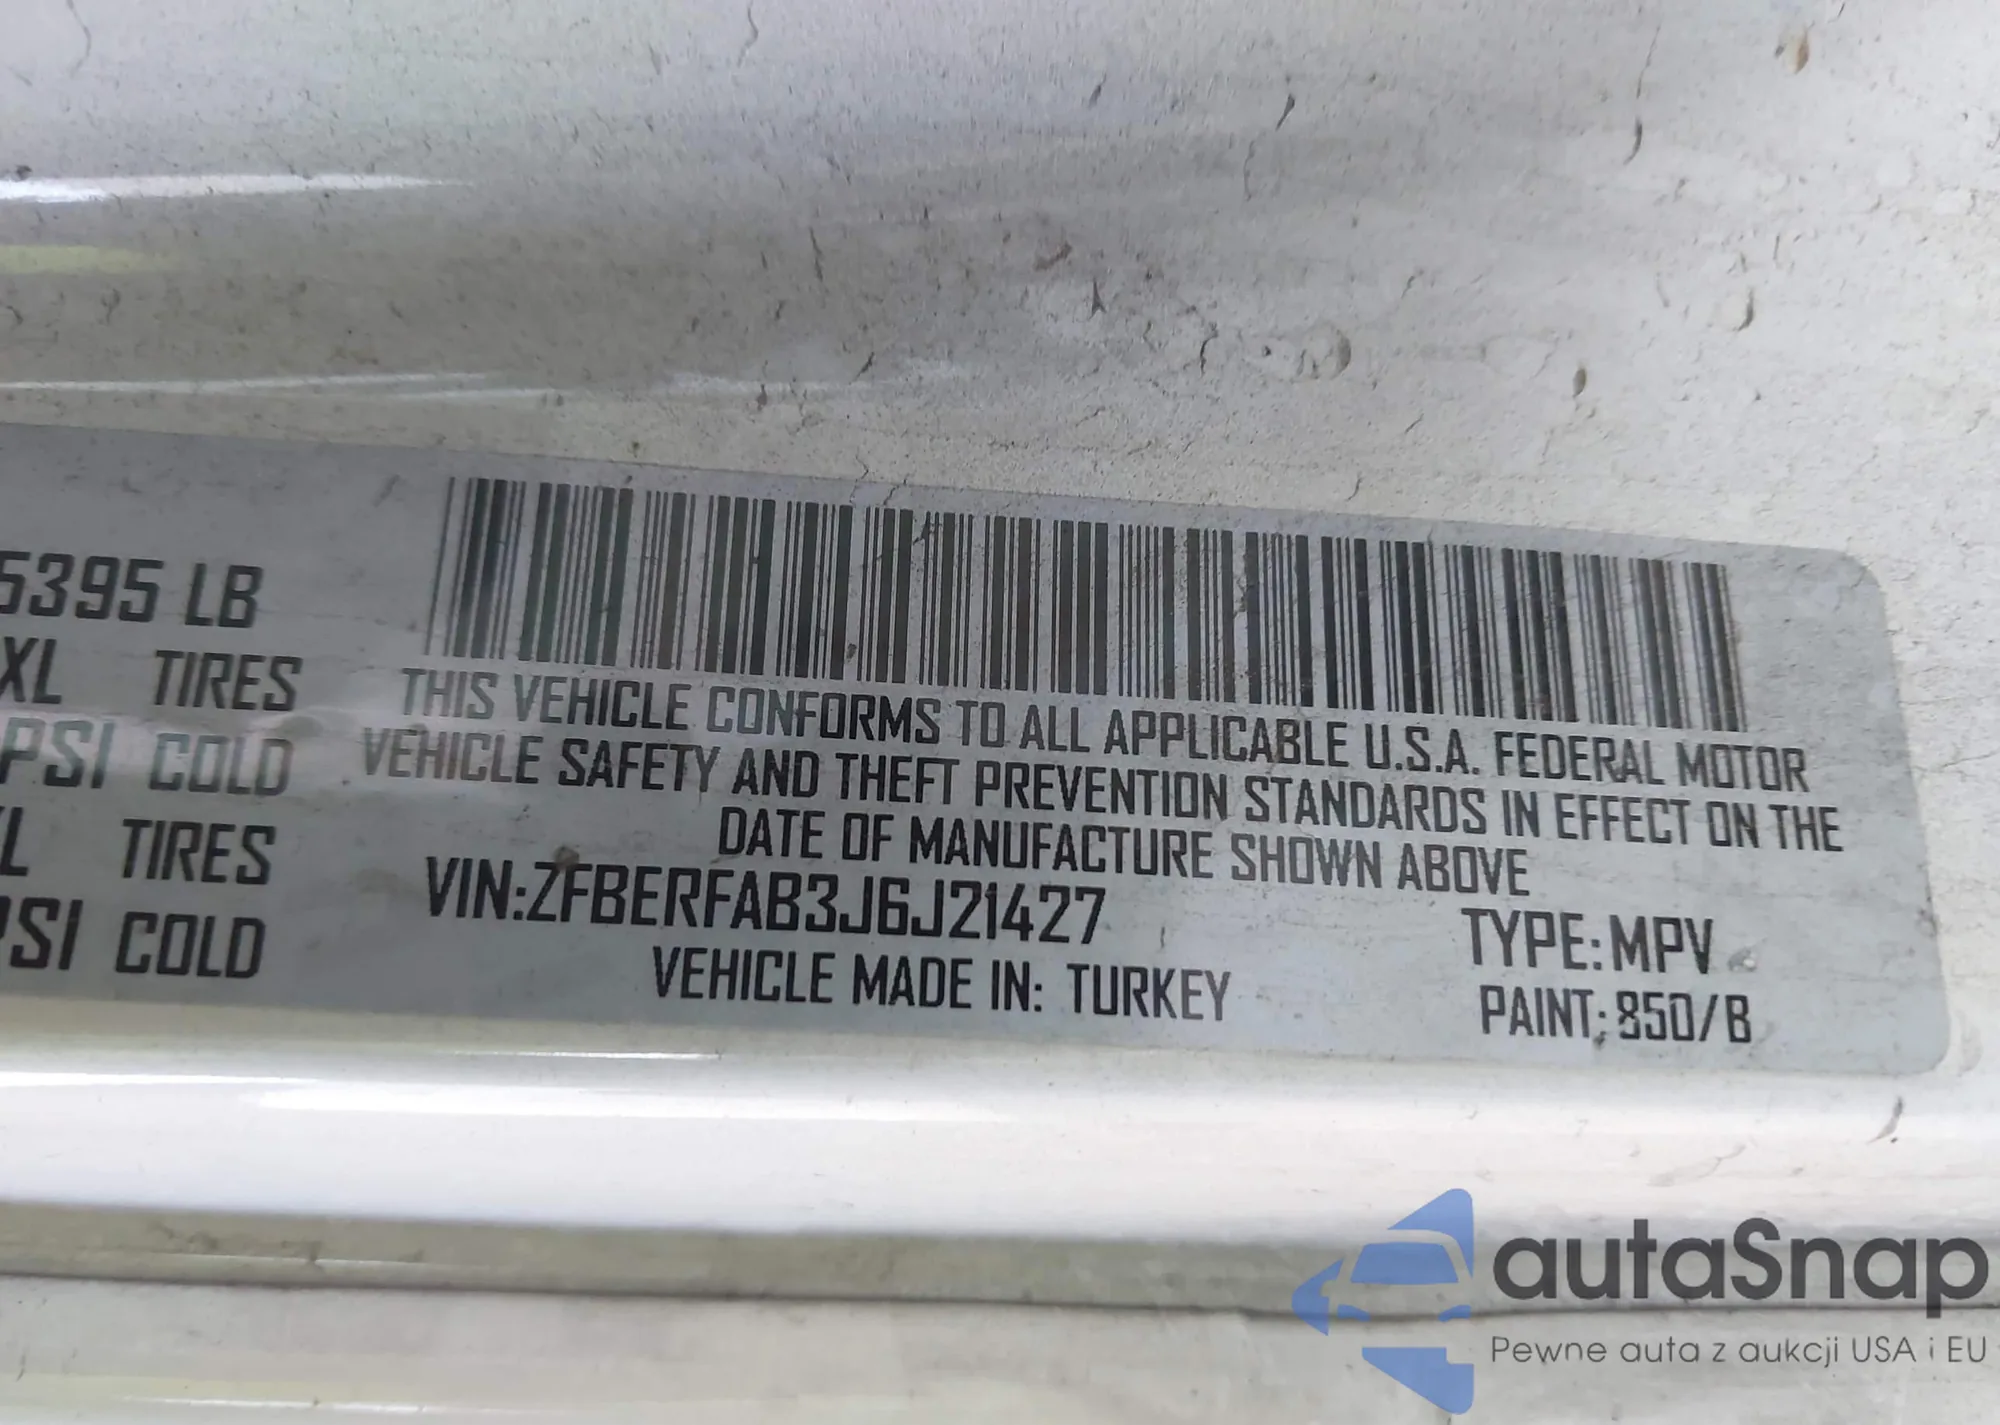 5395 LB
XL TIRES
PSI COLD
TIRES
PSI COLD
THIS VEHICLE CONFORMS TO ALL APPLICABLE U.S.A. FEDERAL MOTOR
VEHICLE SAFETY AND THEFT PREVENTION STANDARDS IN EFFECT ON THE
DATE OF MANUFACTURE SHOWN ABOVE
VIN:ZFBERFAB3J6J21427
TYPE: MPV
VEHICLE MADE IN: TURKEY
PAINT: 850/B
autaSnap
Pewne auta z aukcji USA i EU